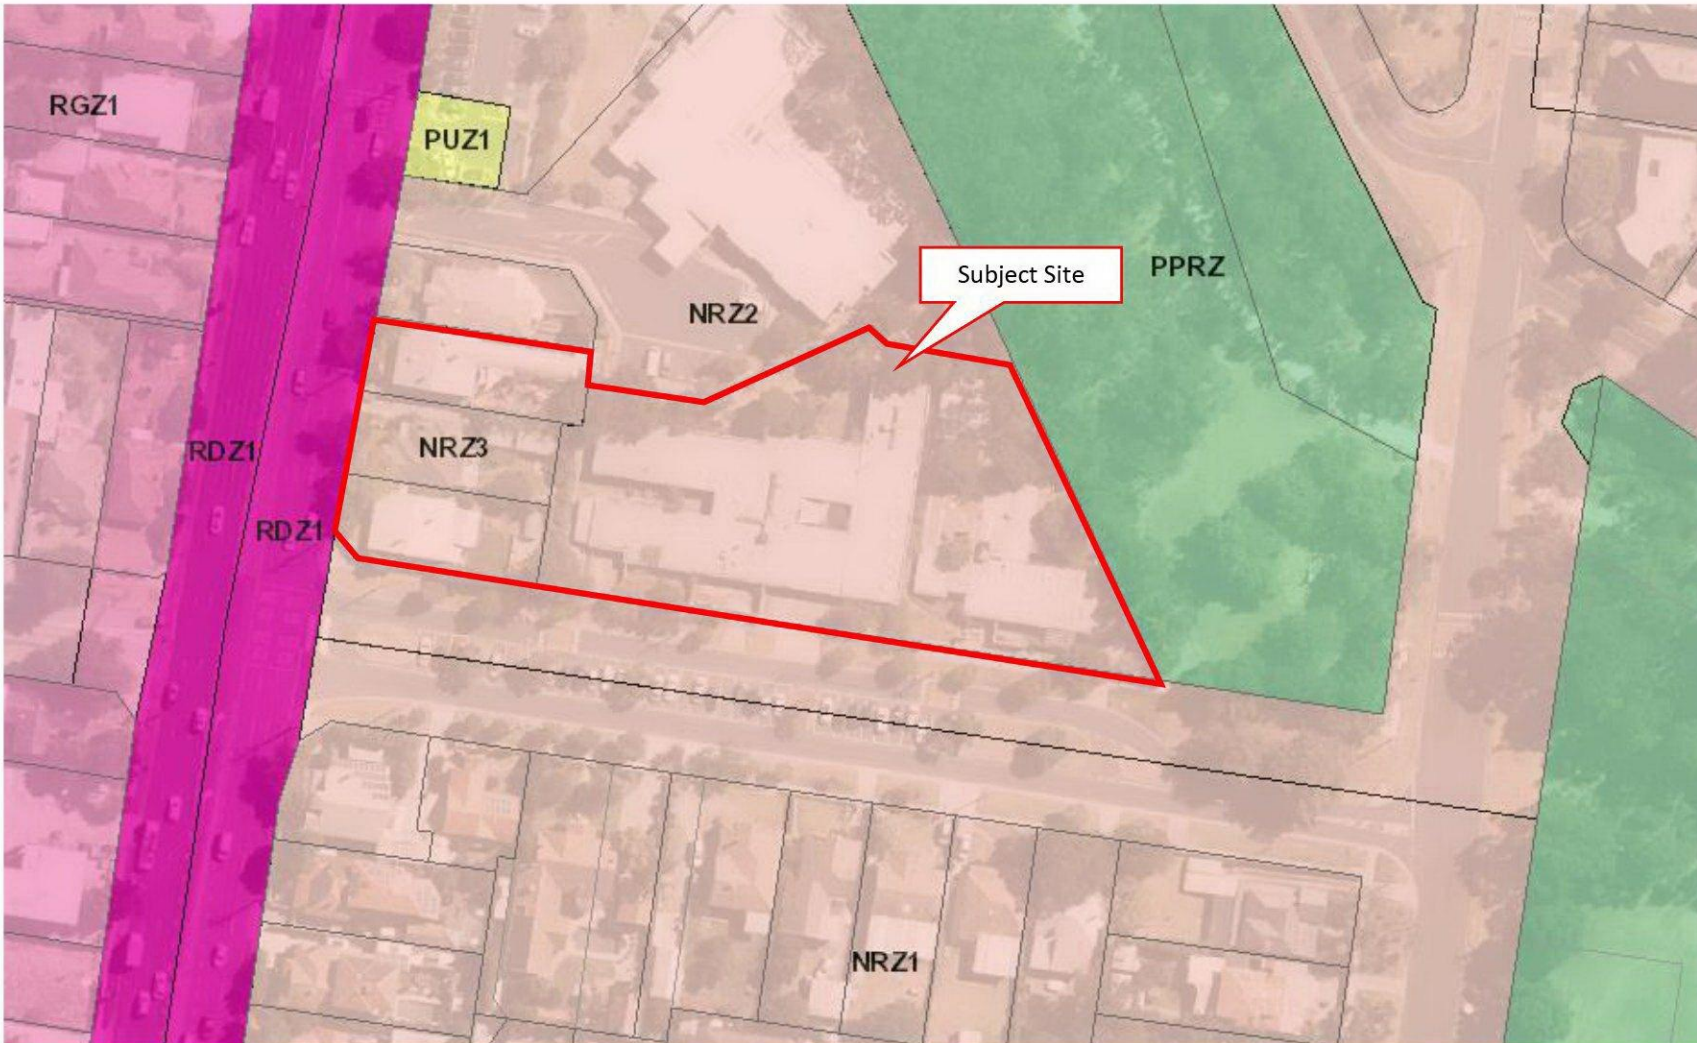 RGZ1
PUZ1
Subject Site
PPRZ
NRZ2
NRZ3
RDZ1
RDZ1
NRZ1